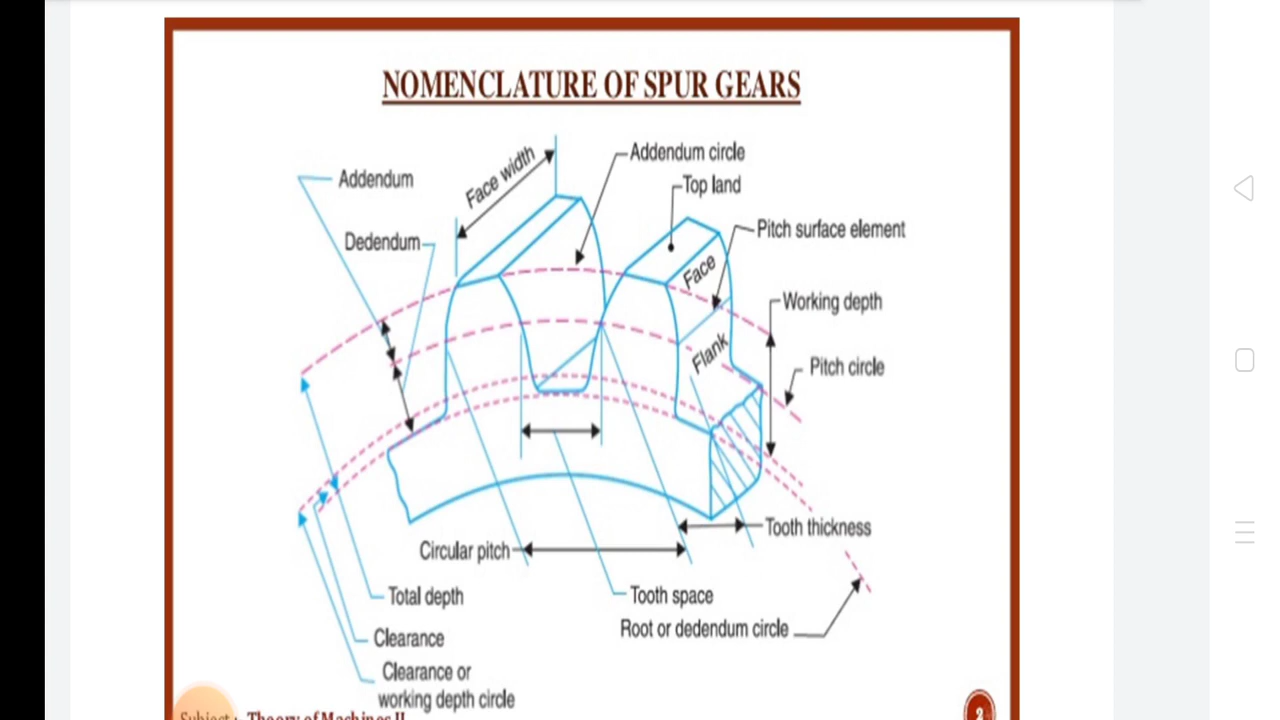 NOMENCLATURE OF SPUR GEARS
Addendum
Face width
Addendum circle
Top land
Dedendum
Pitch surface element
Face
Working depth
Flank
Pitch circle
Tooth thickness
Circular pitch
Total depth
Tooth space
Root or dedendum circle
Clearance
Clearance or
working depth circle
Subject : Theory of Machines II
2